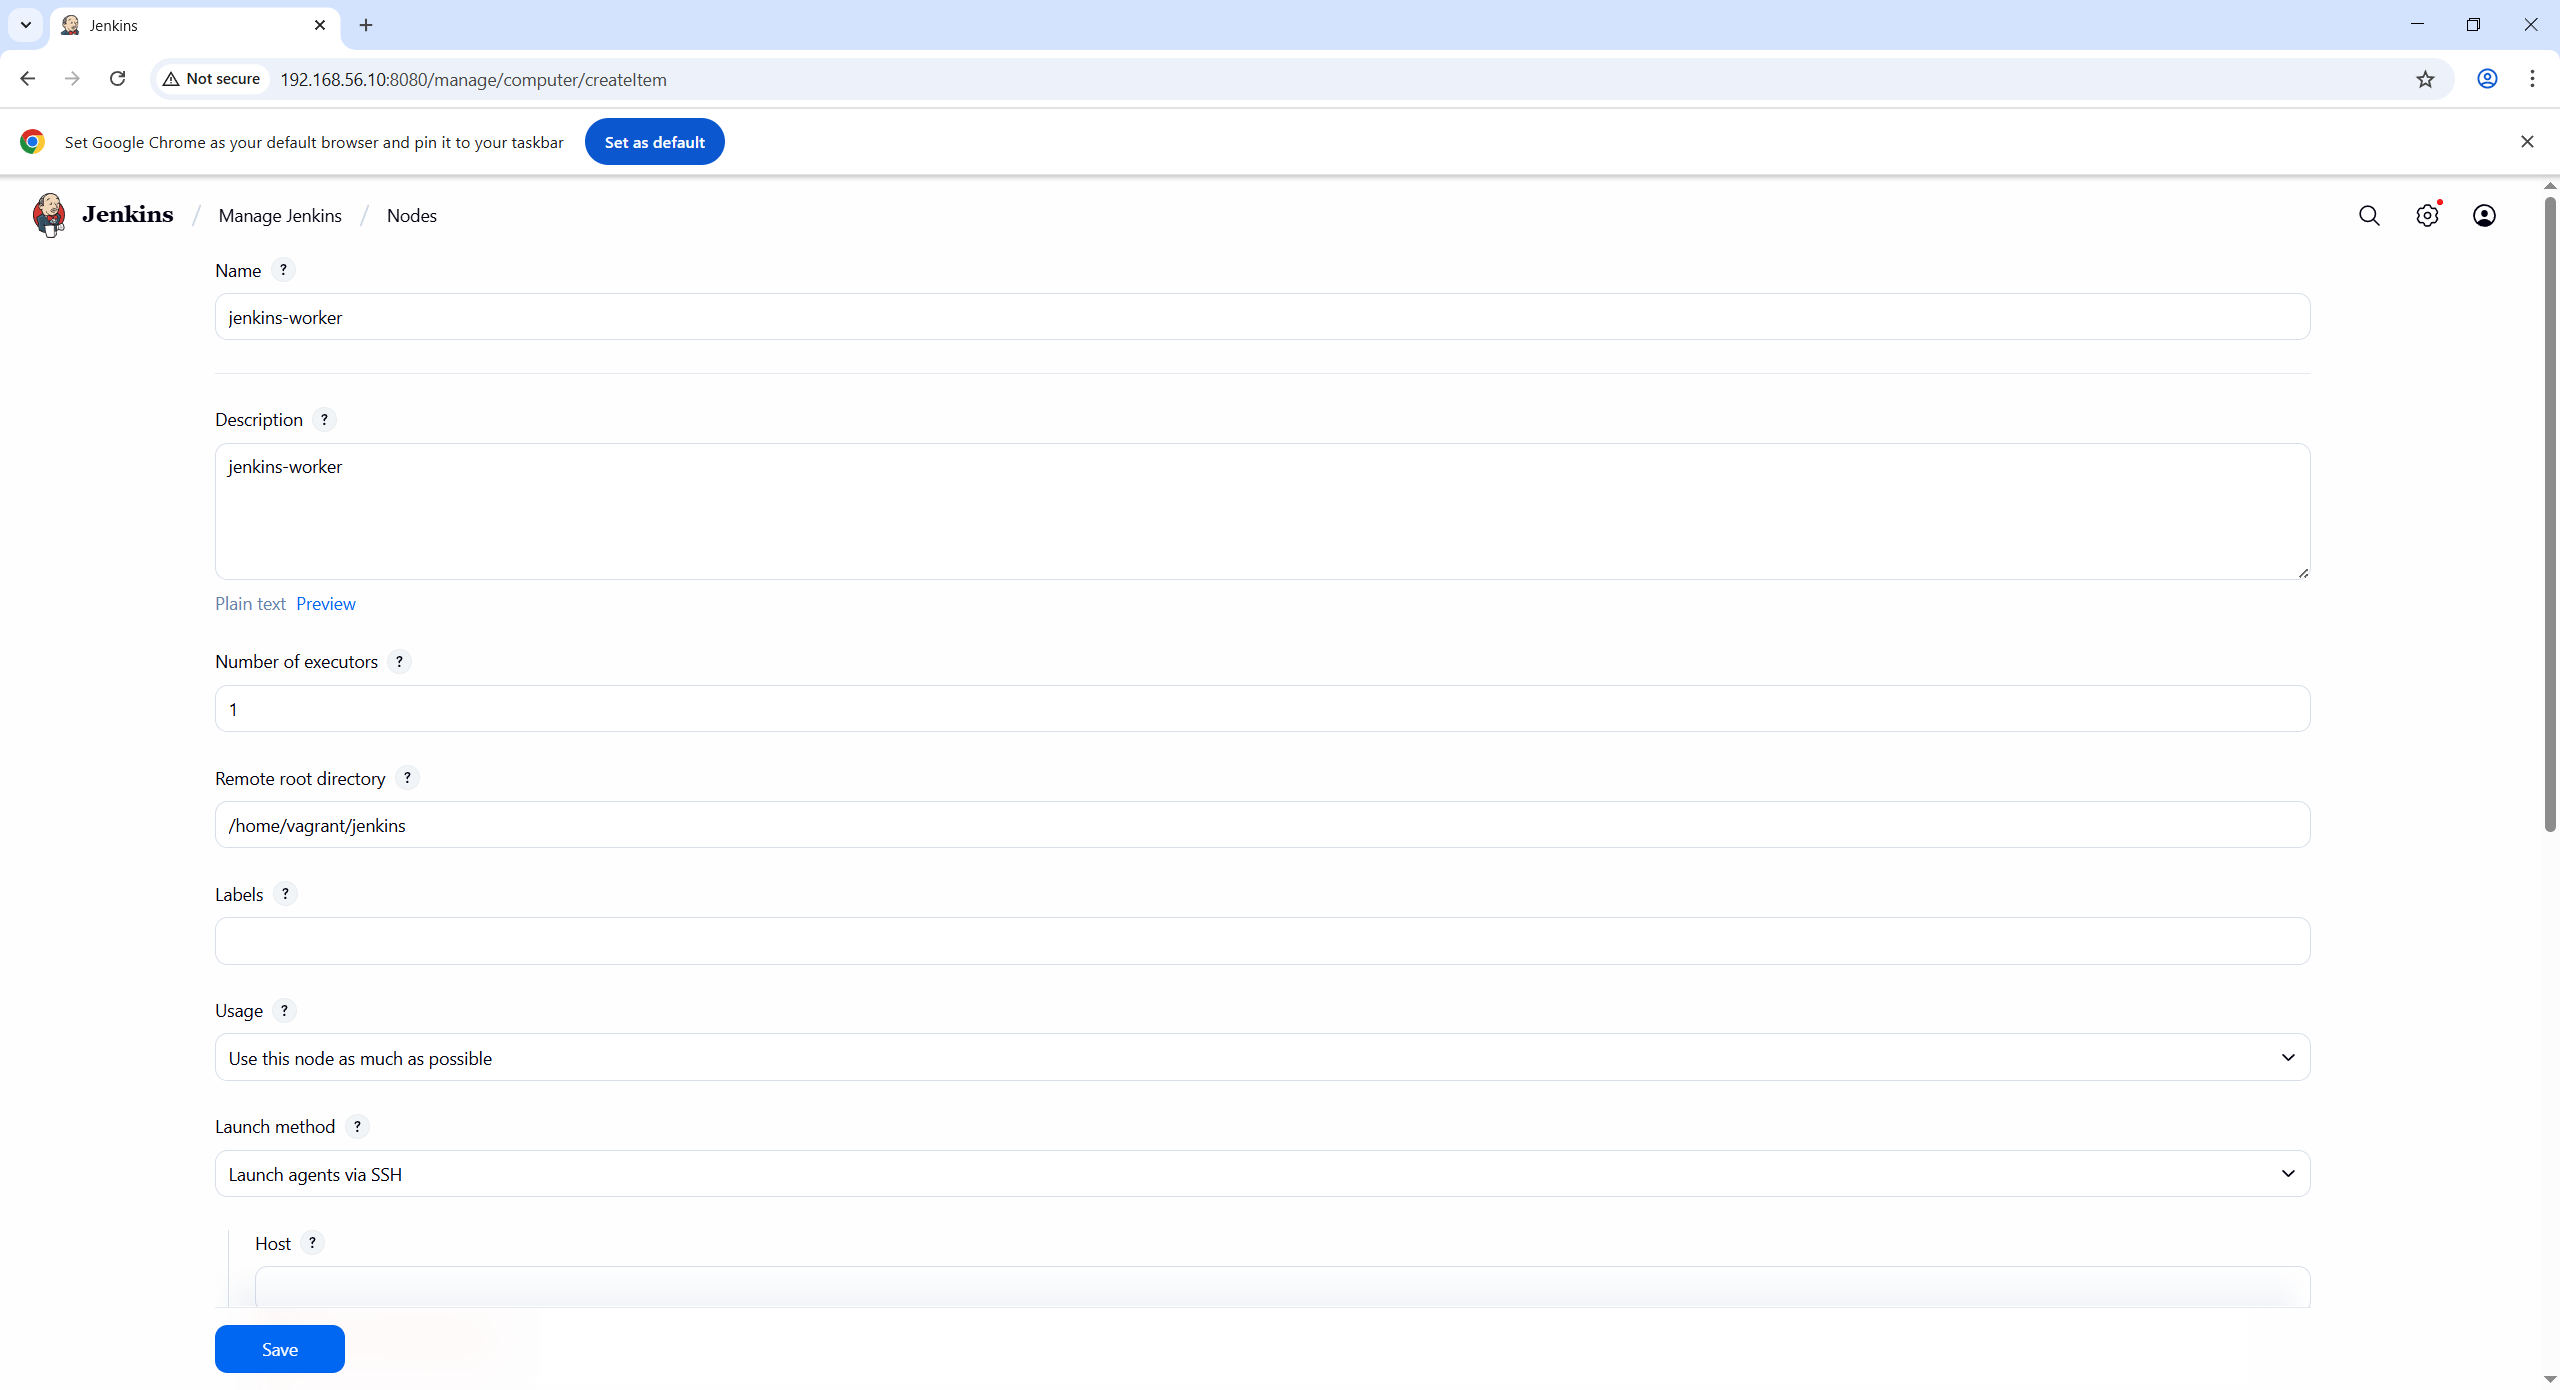 Jenkins
Not secure 192.168.56.10:8080/manage/computer/createItem
Set Google Chrome as your default browser and pin it to your taskbar Set as default
Jenkins / Manage Jenkins / Nodes
Name ?
jenkins-worker
Description ?
jenkins-worker
Plain text Preview
Number of executors ?
1
Remote root directory ?
/home/vagrant/jenkins
Labels ?
Usage ?
Use this node as much as possible
Launch method ?
Launch agents via SSH
Host ?
Save